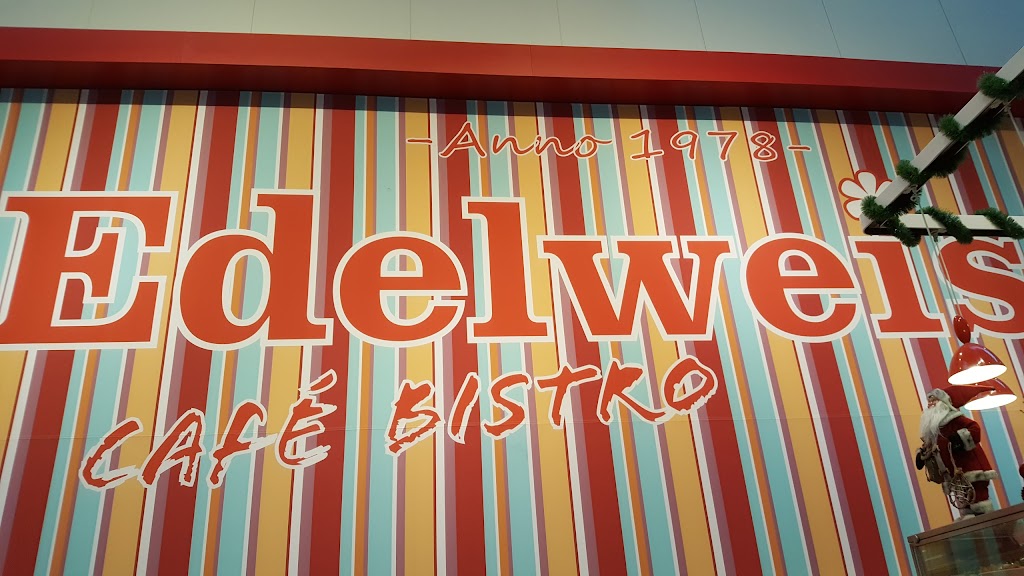 -Anno 1978-
Edelweis
CAFÉ BISTRO